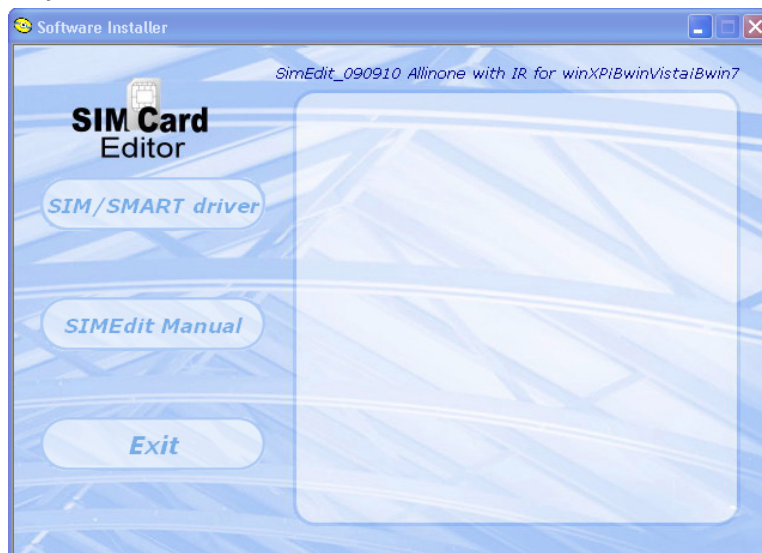 Software Installer
SimEdit_090910 Allinone with IR for winXPiBwinVistaiBwin7
SIM Card
Editor
SIM/SMART driver
SIMEdit Manual
Exit